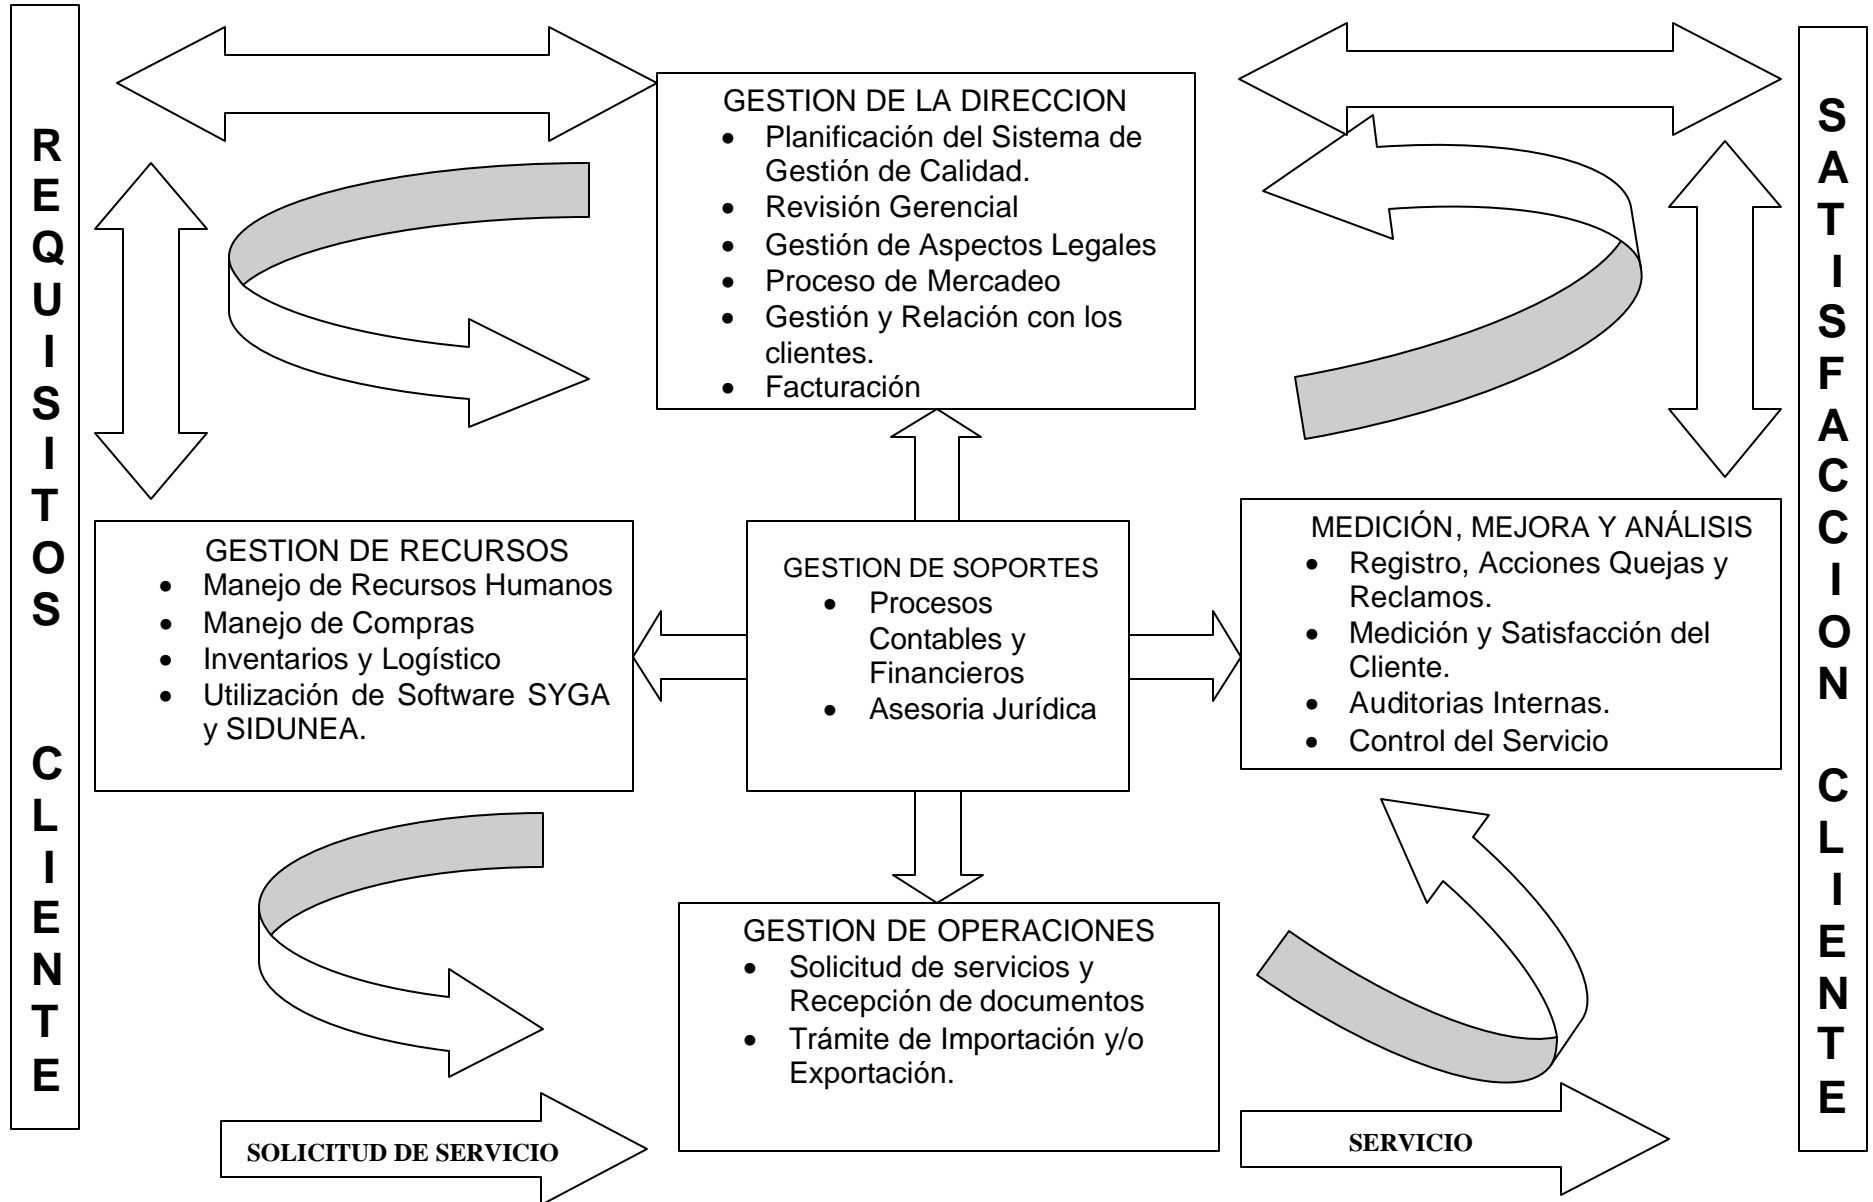 REQUISITOS CLIENTE
GESTION DE LA DIRECCION
• Planificación del Sistema de
Gestión de Calidad.
• Revisión Gerencial
• Gestión de Aspectos Legales
• Proceso de Mercadeo
• Gestión y Relación con los
clientes.
• Facturación
GESTION DE RECURSOS
• Manejo de Recursos Humanos
• Manejo de Compras
• Inventarios y Logístico
• Utilización de Software SYGA
y SIDUNEA.
GESTION DE SOPORTES
• Procesos
Contables y
Financieros
• Asesoria Jurídica
MEDICIÓN, MEJORA Y ANÁLISIS
• Registro, Acciones Quejas y
Reclamos.
• Medición y Satisfacción del
Cliente.
• Auditorias Internas.
• Control del Servicio
GESTION DE OPERACIONES
• Solicitud de servicios y
Recepción de documentos
• Trámite de Importación y/o
Exportación.
SOLICITUD DE SERVICIO
SERVICIO
SATISFACCION CLIENTE